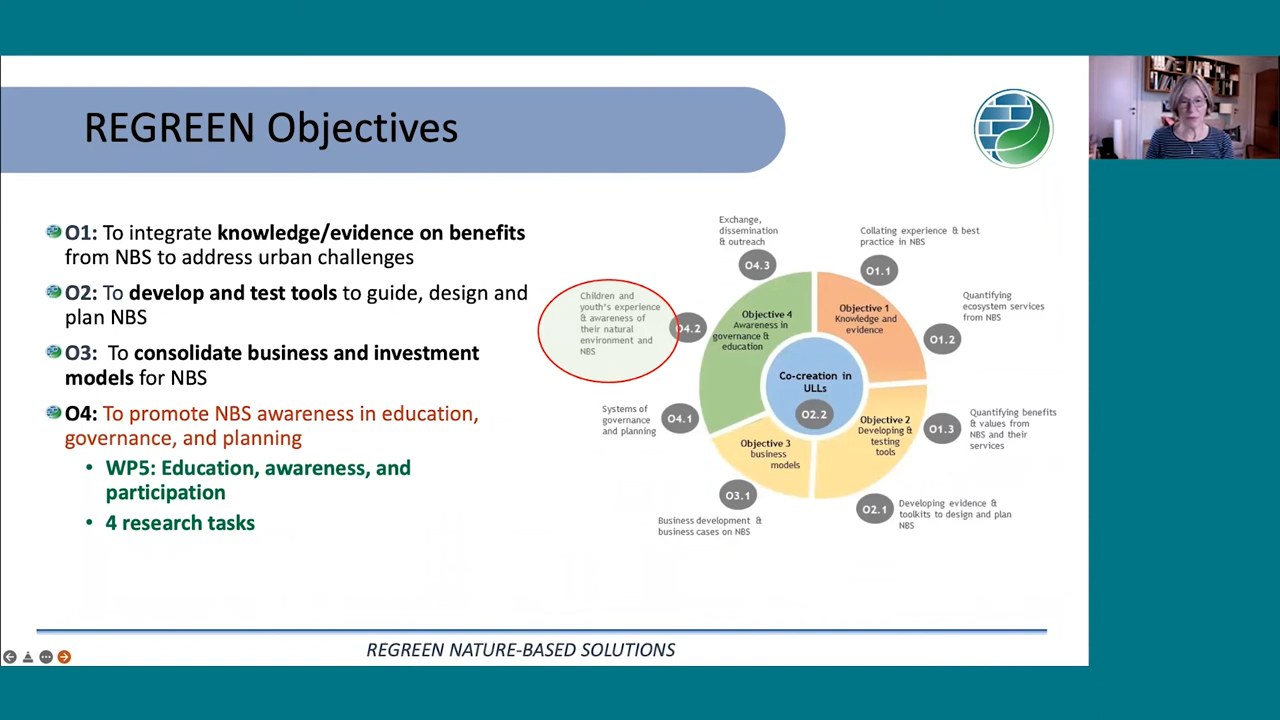 REGREEN Objectives
O1: To integrate knowledge/evidence on benefits
from NBS to address urban challenges
O2: To develop and test tools to guide, design and
plan NBS
O3: To consolidate business and investment
models for NBS
O4: To promote NBS awareness in education,
governance, and planning
• WP5: Education, awareness, and
participation
• 4 research tasks
Exchange,
dissemination
& outreach
O4.3
Collating experience & best
practice in NBS
O1.1
Children and
youth's experience
& awareness of
their natural
environment and
NBS
O4.2
Objective 4
Awareness in
governance &
education
Objective 1
Knowledge and
evidence
Quantifying
ecosystem services
from NBS
O1.2
Co-creation in
ULLs
O2.2
Systems of
governance
and planning
O4.1
Objective 3
business
models
Objective 2
Developing &
testing
tools
O1.3
Quantifying benefits
& values from
NBS and their
services
O3.1
Business development &
business cases on NBS
O2.1
Developing evidence &
toolkits to design and plan
NBS
REGREEN NATURE-BASED SOLUTIONS